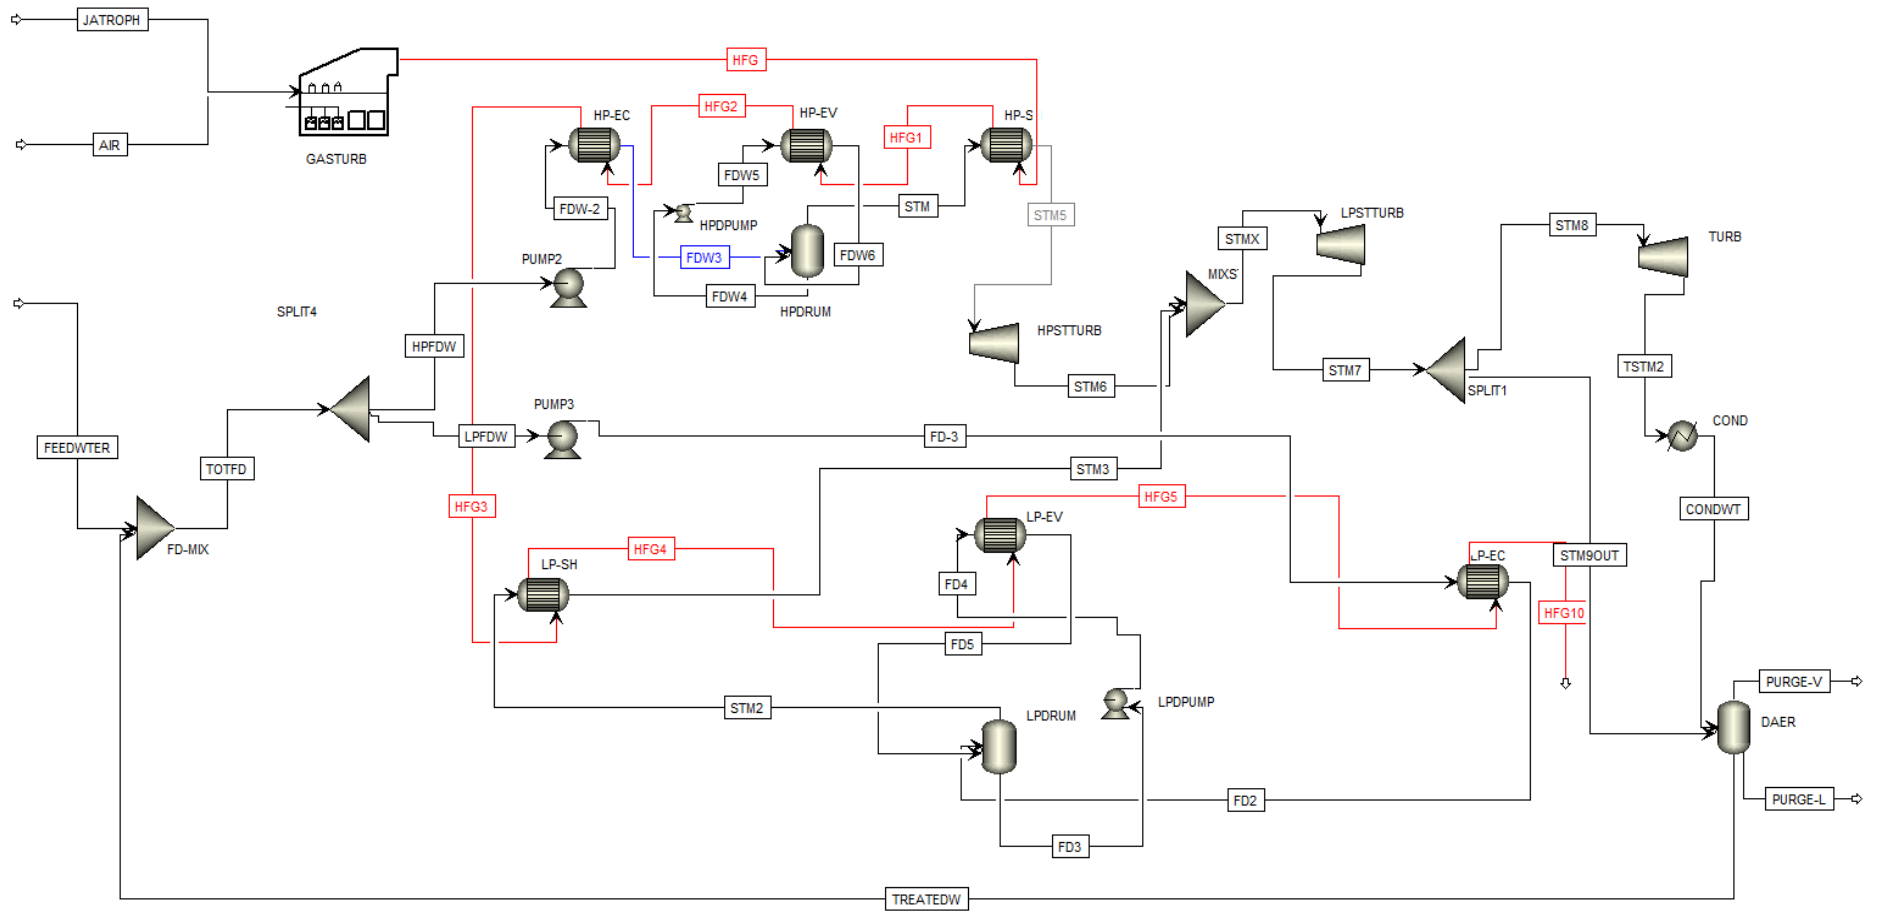 JATROPH
HFG
AIR
GASTURB
HP-EC
HFG2
HP-EV
HFG1
HP-S
FDW5
FDW-2
HPDPUMP
STM
STM5
LPSTTURB
STMX
STM8
TURB
PUMP2
FDW3
FDW6
MIXS
FDW4
HPDRUM
SPLIT4
HPFDW
HPSTTURB
STM6
STM7
TSTM2
SPLIT1
PUMP3
LPFDW
FD-3
COND
FEEDWTER
TOTFD
STM3
HFG3
HFG5
CONDWT
LP-EV
FD-MIX
HFG4
LP-SH
FD4
LP-EC
STM9OUT
HFG10
FD5
STM2
LPDRUM
LPDPUMP
PURGE-V
DAER
FD2
PURGE-L
FD3
TREATEDW